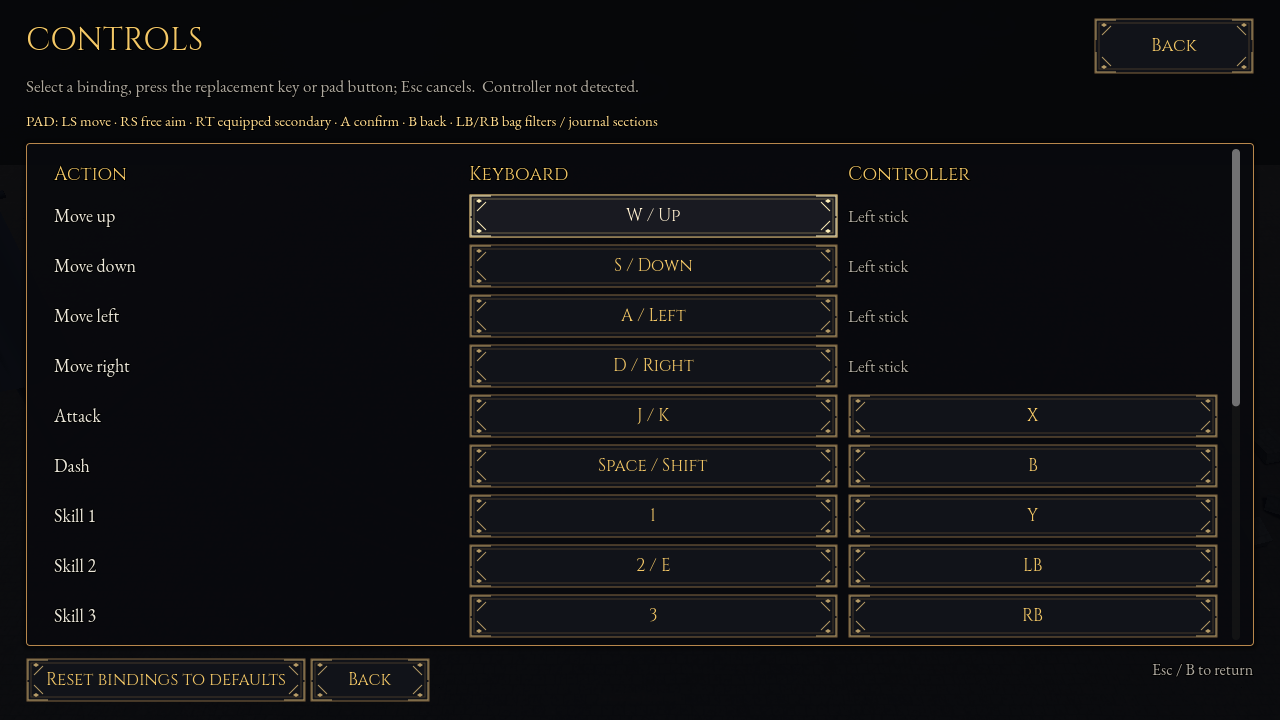 CONTROLS
Back
Select a binding, press the replacement key or pad button; Esc cancels.  Controller not detected.
PAD: LS move · RS free aim · RT equipped secondary · A confirm · B back · LB/RB bag filters / journal sections
Action Keyboard Controller
Move up W / Up Left stick
Move down S / Down Left stick
Move left A / Left Left stick
Move right D / Right Left stick
Attack J / K X
Dash Space / Shift B
Skill 1 1 Y
Skill 2 2 / E LB
Skill 3 3 RB
Reset bindings to defaults Back
Esc / B to return